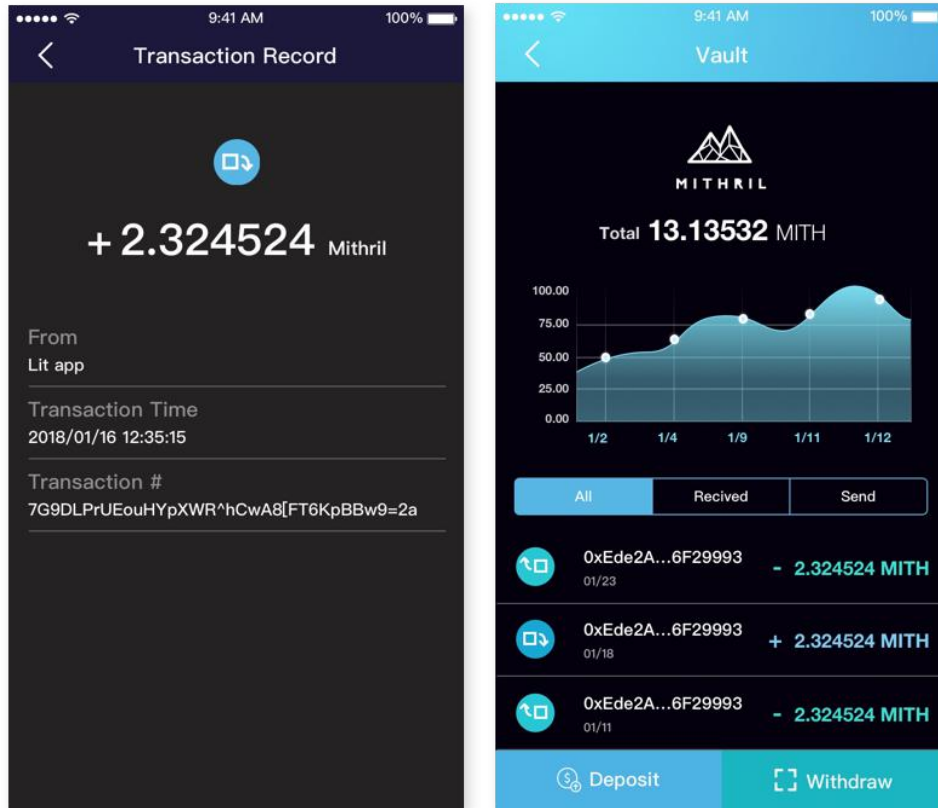 9:41 AM 100%
Transaction Record
+ 2.324524 Mithril
From
Lit app
Transaction Time
2018/01/16 12:35:15
Transaction #
7G9DLPrUEouHYpXWR^hCwA8[FT6KpBBw9=2a
9:41 AM 100%
Vault
MITHRIL
Total 13.13532 MITH
100.00
75.00
50.00
25.00
0.00
1/2 1/4 1/9 1/11 1/12
All Recived Send
0xEde2A...6F29993 - 2.324524 MITH
01/23
0xEde2A...6F29993 + 2.324524 MITH
01/18
0xEde2A...6F29993 - 2.324524 MITH
01/11
Deposit Withdraw